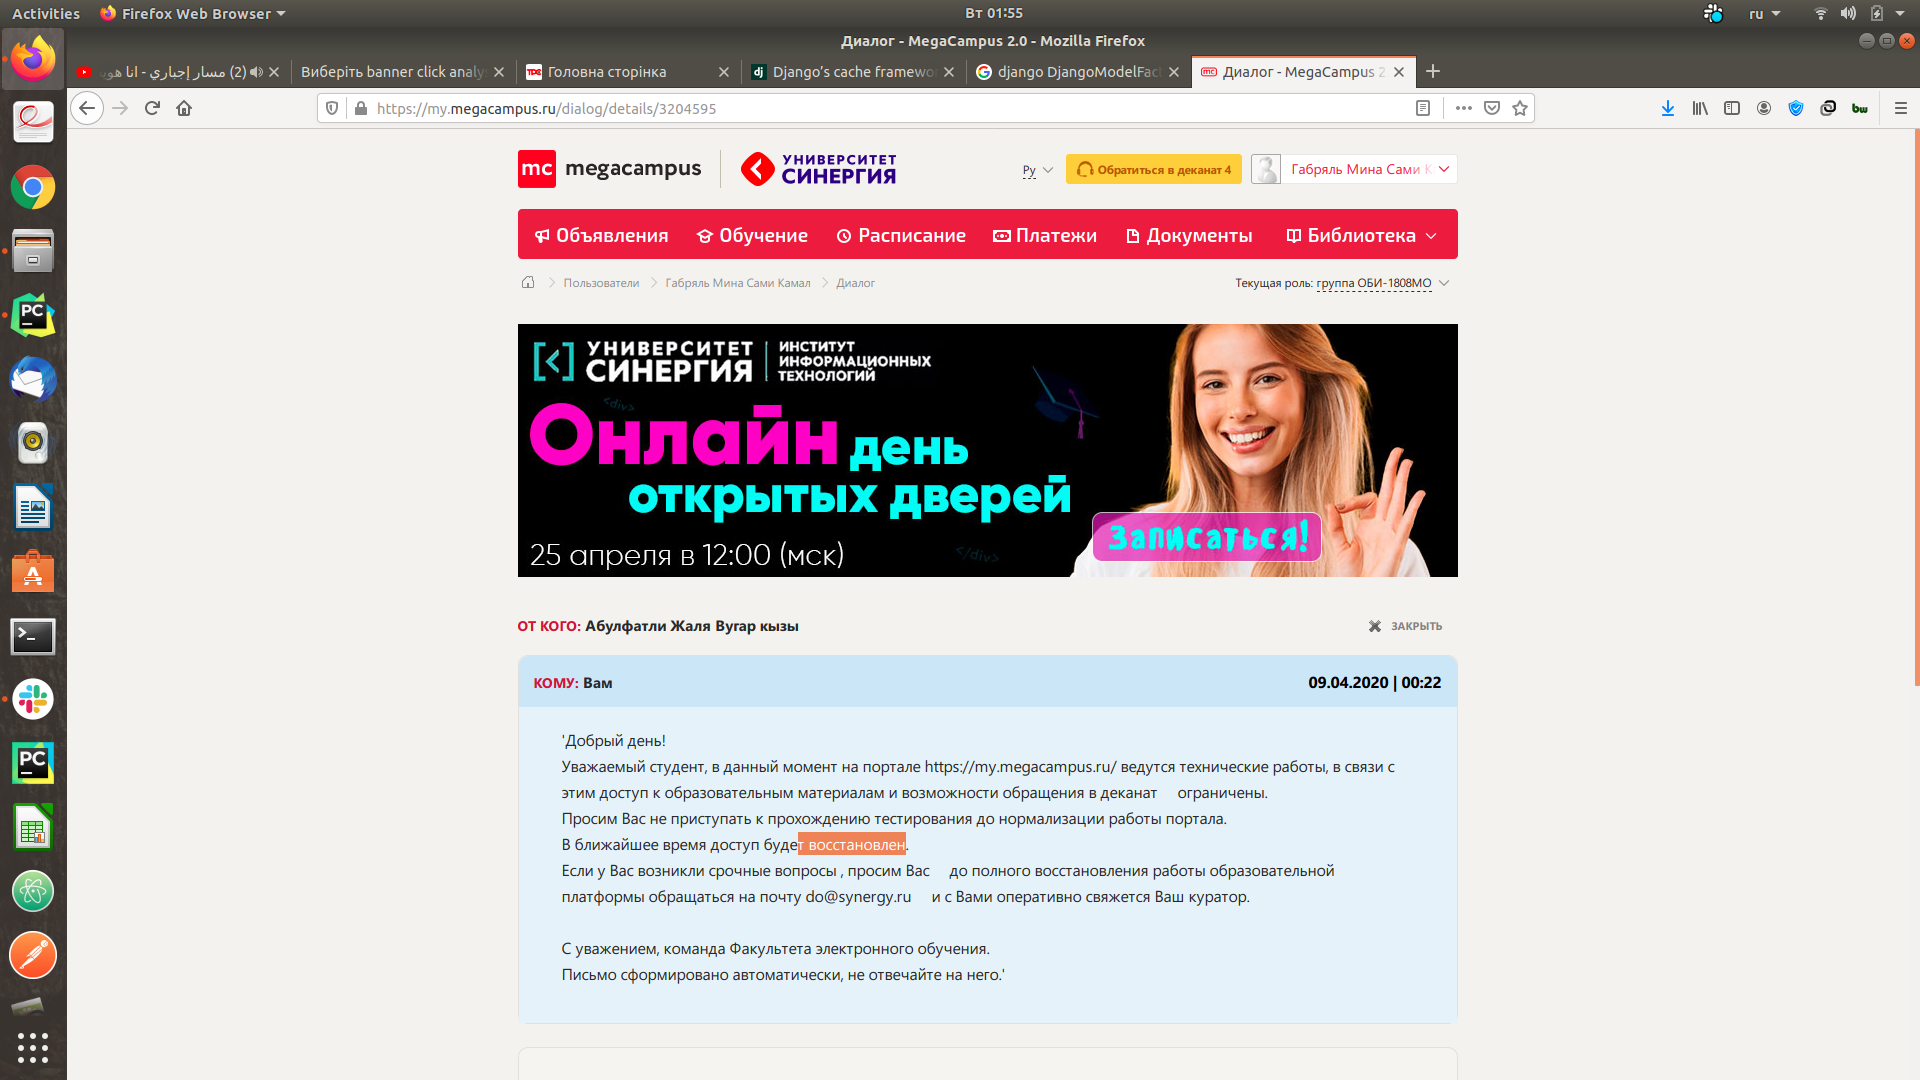 Activities
Firefox Web Browser
Вт 01:55
ru
Диалог - MegaCampus 2.0 - Mozilla Firefox
(2) مسار إجباري - انا هو
Виберіть banner click analy
Головна сторінка
Django's cache framewo
django DjangoModelFac
Диалог - MegaCampus 2
https://my.megacampus.ru/dialog/details/3204595
mc megacampus
УНИВЕРСИТЕТ
СИНЕРГИЯ
Ру
Обратиться в деканат 4
Габряль Мина Сами К
Объявления
Обучение
Расписание
Платежи
Документы
Библиотека
Пользователи
Габряль Мина Сами Камал
Диалог
Текущая роль: группа ОБИ-1808МО
УНИВЕРСИТЕТ
СИНЕРГИЯ
ИНСТИТУТ
ИНФОРМАЦИОННЫХ
ТЕХНОЛОГИЙ
<div>
Онлайн день
открытых дверей
Записаться!
25 апреля в 12:00 (мск)
</div>
ОТ КОГО: Абулфатли Жаля Вугар кызы
ЗАКРЫТЬ
КОМУ: Вам
09.04.2020 | 00:22
'Добрый день!
Уважаемый студент, в данный момент на портале https://my.megacampus.ru/ ведутся технические работы, в связи с
этим доступ к образовательным материалам и возможности обращения в деканат ограничены.
Просим Вас не приступать к прохождению тестирования до нормализации работы портала.
В ближайшее время доступ будет восстановлен.
Если у Вас возникли срочные вопросы , просим Вас до полного восстановления работы образовательной
платформы обращаться на почту do@synergy.ru и с Вами оперативно свяжется Ваш куратор.
С уважением, команда Факультета электронного обучения.
Письмо сформировано автоматически, не отвечайте на него.'